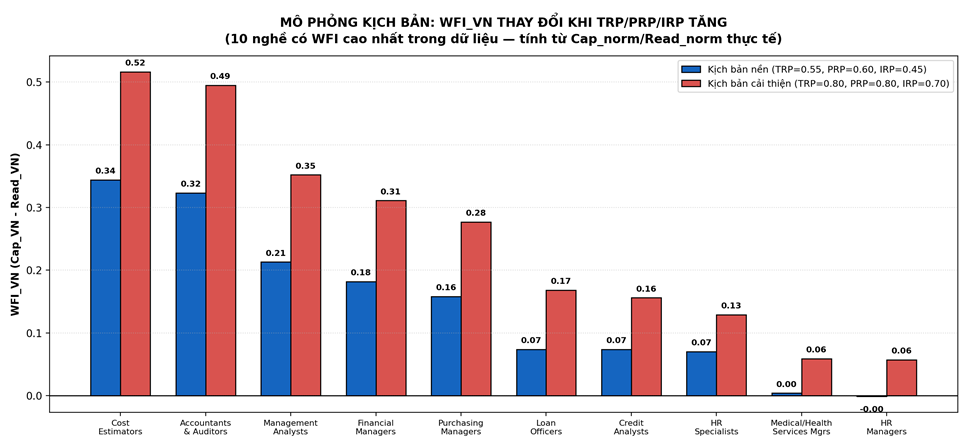 MÔ PHỎNG KỊCH BẢN: WFI_VN THAY ĐỔI KHI TRP/PRP/IRP TĂNG
(10 nghề có WFI cao nhất trong dữ liệu — tính từ Cap_norm/Read_norm thực tế)
Kịch bản nền (TRP=0.55, PRP=0.60, IRP=0.45)
Kịch bản cải thiện (TRP=0.80, PRP=0.80, IRP=0.70)
WFI_VN (Cap_VN - Read_VN)
0.5
0.4
0.3
0.2
0.1
0.0
0.34
0.52
0.32
0.49
0.21
0.35
0.18
0.31
0.16
0.28
0.07
0.17
0.07
0.16
0.07
0.13
0.00
0.06
-0.00
0.06
Cost
Estimators
Accountants
& Auditors
Management
Analysts
Financial
Managers
Purchasing
Managers
Loan
Officers
Credit
Analysts
HR
Specialists
Medical/Health
Services Mgrs
HR
Managers